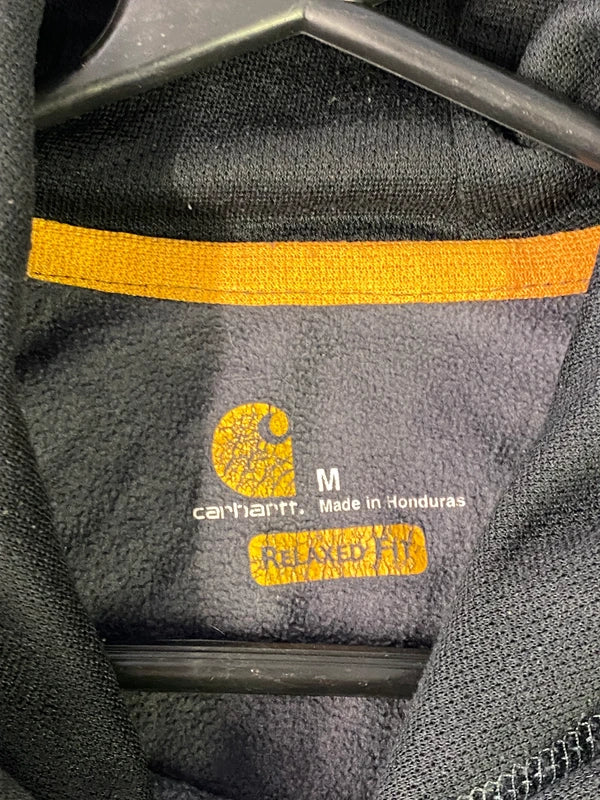 M
carhartt.
Made in Honduras
RELAXED FIT